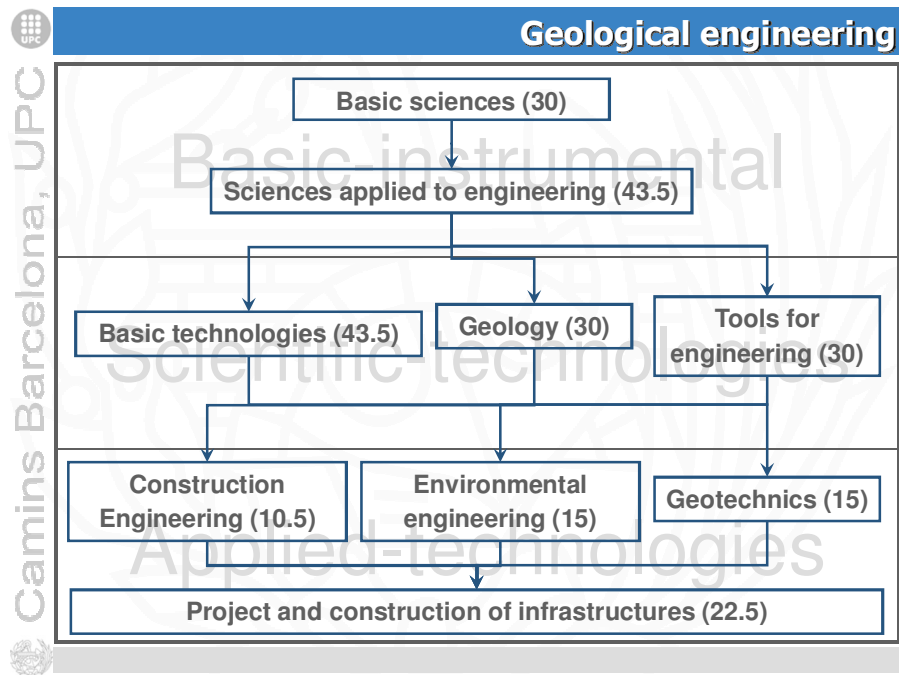 UPC
Geological engineering
Camins Barcelona, UPC
Basic-instrumental
Basic sciences (30)
Sciences applied to engineering (43.5)
Scientific-technologies
Basic technologies (43.5)
Geology (30)
Tools for
engineering (30)
Applied-technologies
Construction
Engineering (10.5)
Environmental
engineering (15)
Geotechnics (15)
Project and construction of infrastructures (22.5)